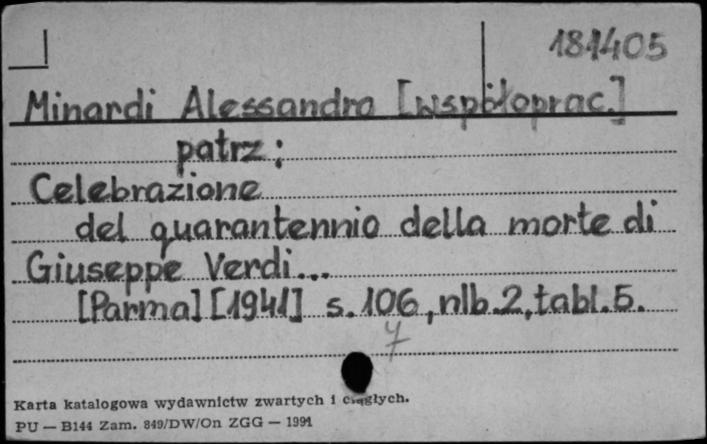 181405
Minardi Alessandro [współoprac.]
patrz:
Celebrazione
del quarantennio della morte di
Giuseppe Verdi...
[Parma] [1941] s. 106, nlb. 2, tabl. 5.
7
Karta katalogowa wydawnictw zwartych i ciągłych.
PU — B144 Zam. 849/DW/On ZGG — 1991